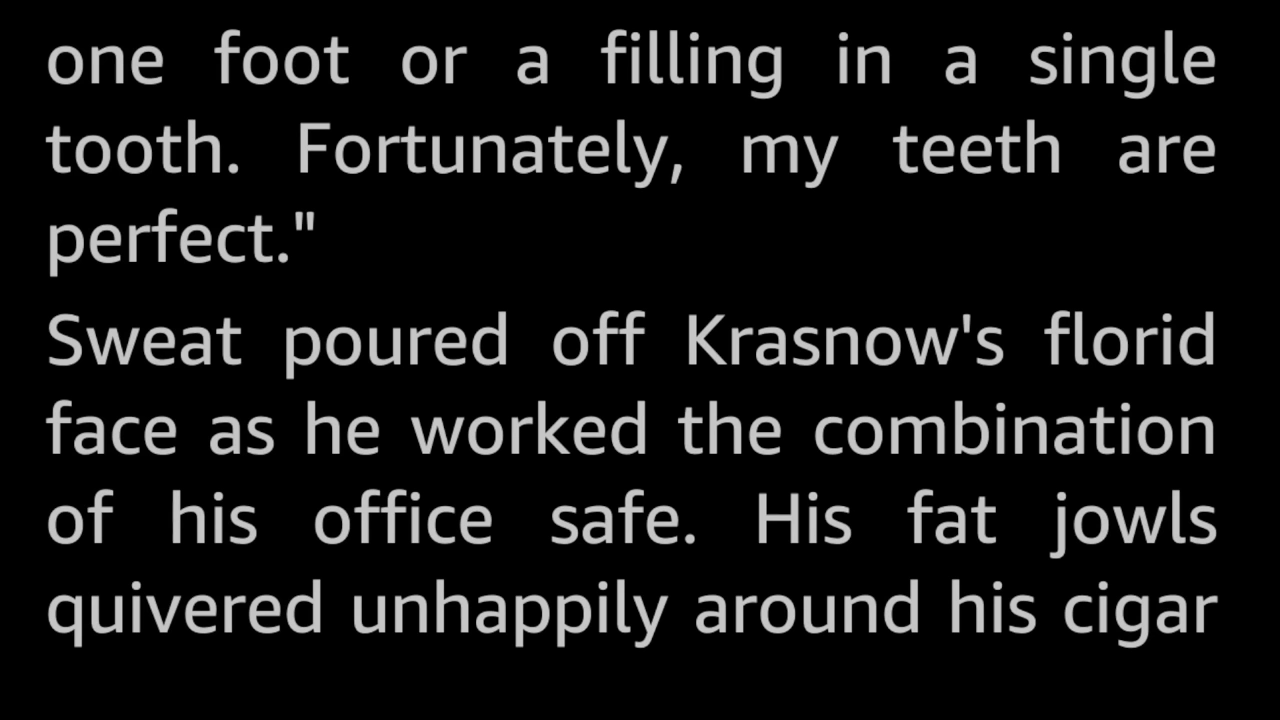 one foot or a filling in a single
tooth. Fortunately, my teeth are
perfect."
Sweat poured off Krasnow's florid
face as he worked the combination
of his office safe. His fat jowls
quivered unhappily around his cigar